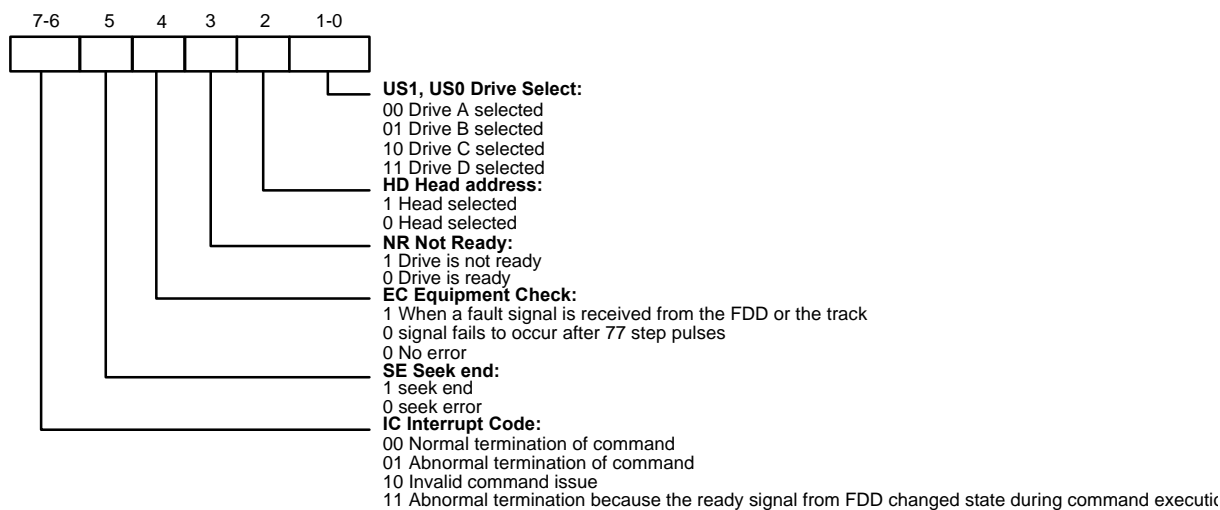 7-6 5 4 3 2 1-0
US1, US0 Drive Select:
00 Drive A selected
01 Drive B selected
10 Drive C selected
11 Drive D selected
HD Head address:
1 Head selected
0 Head selected
NR Not Ready:
1 Drive is not ready
0 Drive is ready
EC Equipment Check:
1 When a fault signal is received from the FDD or the track
0 signal fails to occur after 77 step pulses
0 No error
SE Seek end:
1 seek end
0 seek error
IC Interrupt Code:
00 Normal termination of command
01 Abnormal termination of command
10 Invalid command issue
11 Abnormal termination because the ready signal from FDD changed state during command